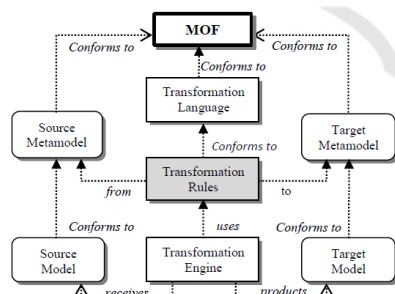 MOF
Conforms to
Conforms to
Conforms to
Transformation
Language
Source
Metamodel
Target
Metamodel
Conforms to
Transformation
Rules
from
to
Conforms to
uses
Conforms to
Source
Model
Transformation
Engine
Target
Model
receives
products